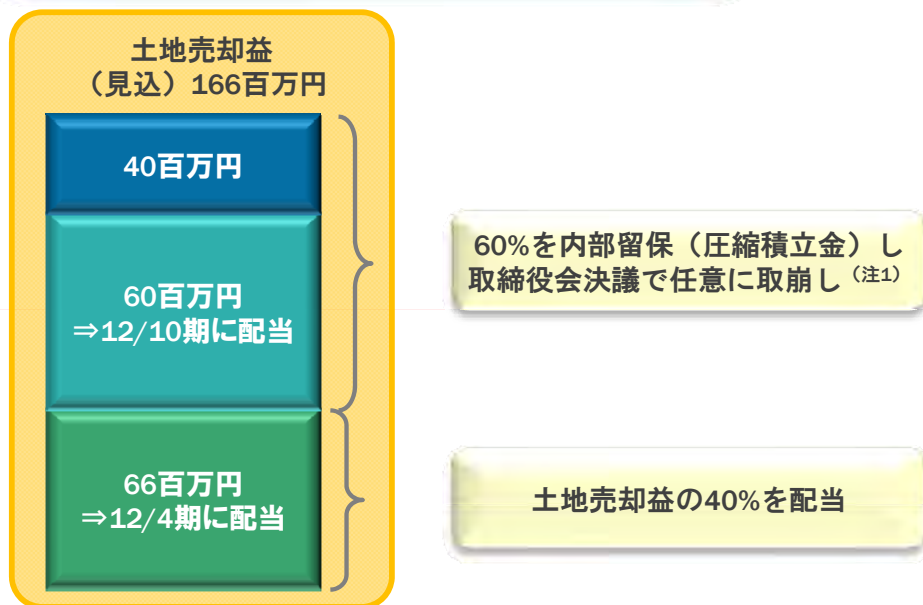 土地売却益
（見込）166百万円
40百万円
60百万円
⇒12/10期に配当
66百万円
⇒12/4期に配当
60%を内部留保（圧縮積立金）し
取締役会決議で任意に取崩し（注1）
土地売却益の40%を配当